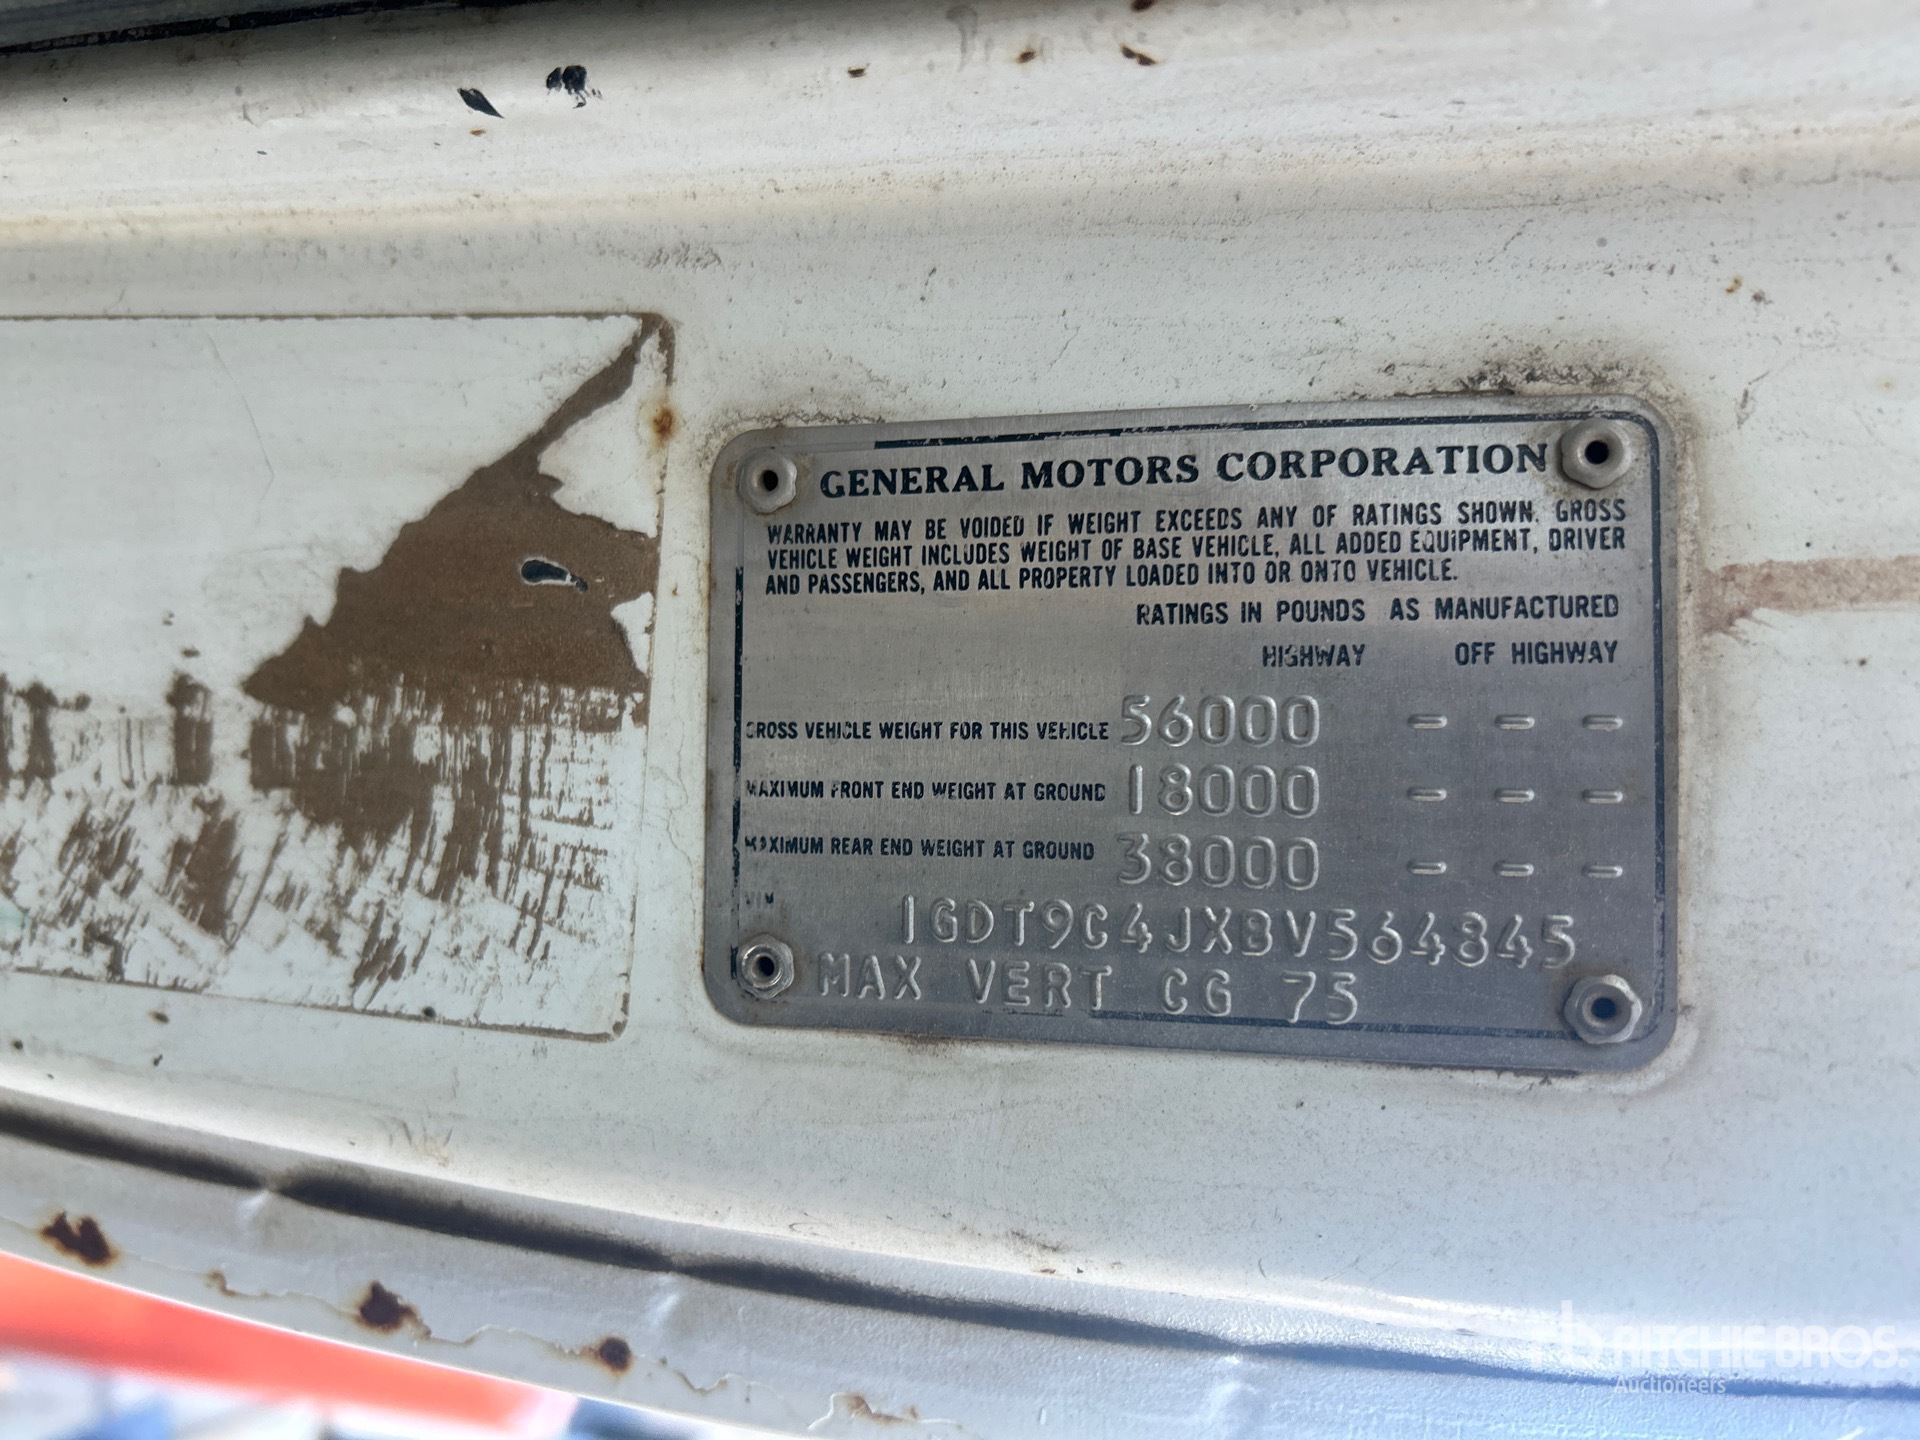 GENERAL MOTORS CORPORATION
WARRANTY MAY BE VOIDED IF WEIGHT EXCEEDS ANY OF RATINGS SHOWN. GROSS
VEHICLE WEIGHT INCLUDES WEIGHT OF BASE VEHICLE, ALL ADDED EQUIPMENT, DRIVER
AND PASSENGERS, AND ALL PROPERTY LOADED INTO OR ONTO VEHICLE.
RATINGS IN POUNDS AS MANUFACTURED
HIGHWAY OFF HIGHWAY
GROSS VEHICLE WEIGHT FOR THIS VEHICLE 56000 - - -
MAXIMUM FRONT END WEIGHT AT GROUND 18000 - - -
MAXIMUM REAR END WEIGHT AT GROUND 38000 - - -
VIN
1GDT9C4JXBV564845
MAX VERT CG 75
RITCHIE BROS.
Auctioneers